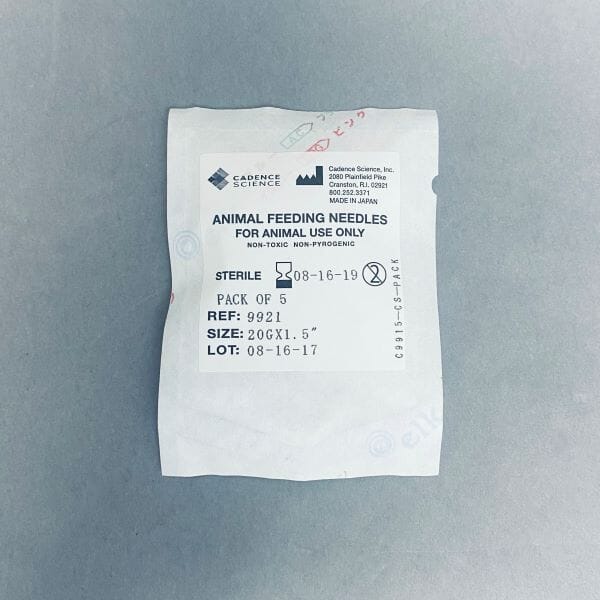 CADENCE
SCIENCE
Cadence Science, Inc.
2080 Plainfield Pike
Cranston, R.I. 02921
800.252.3371
MADE IN JAPAN
ANIMAL FEEDING NEEDLES
FOR ANIMAL USE ONLY
NON-TOXIC NON-PYROGENIC
STERILE 08-16-19 2
PACK OF 5
REF: 9921
SIZE: 20GX1.5"
LOT: 08-16-17
C9915-CS-PACK
elk